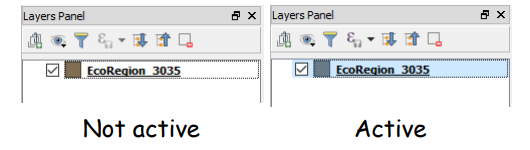 Layers Panel
EcoRegion_3035
Not active
Layers Panel
EcoRegion_3035
Active